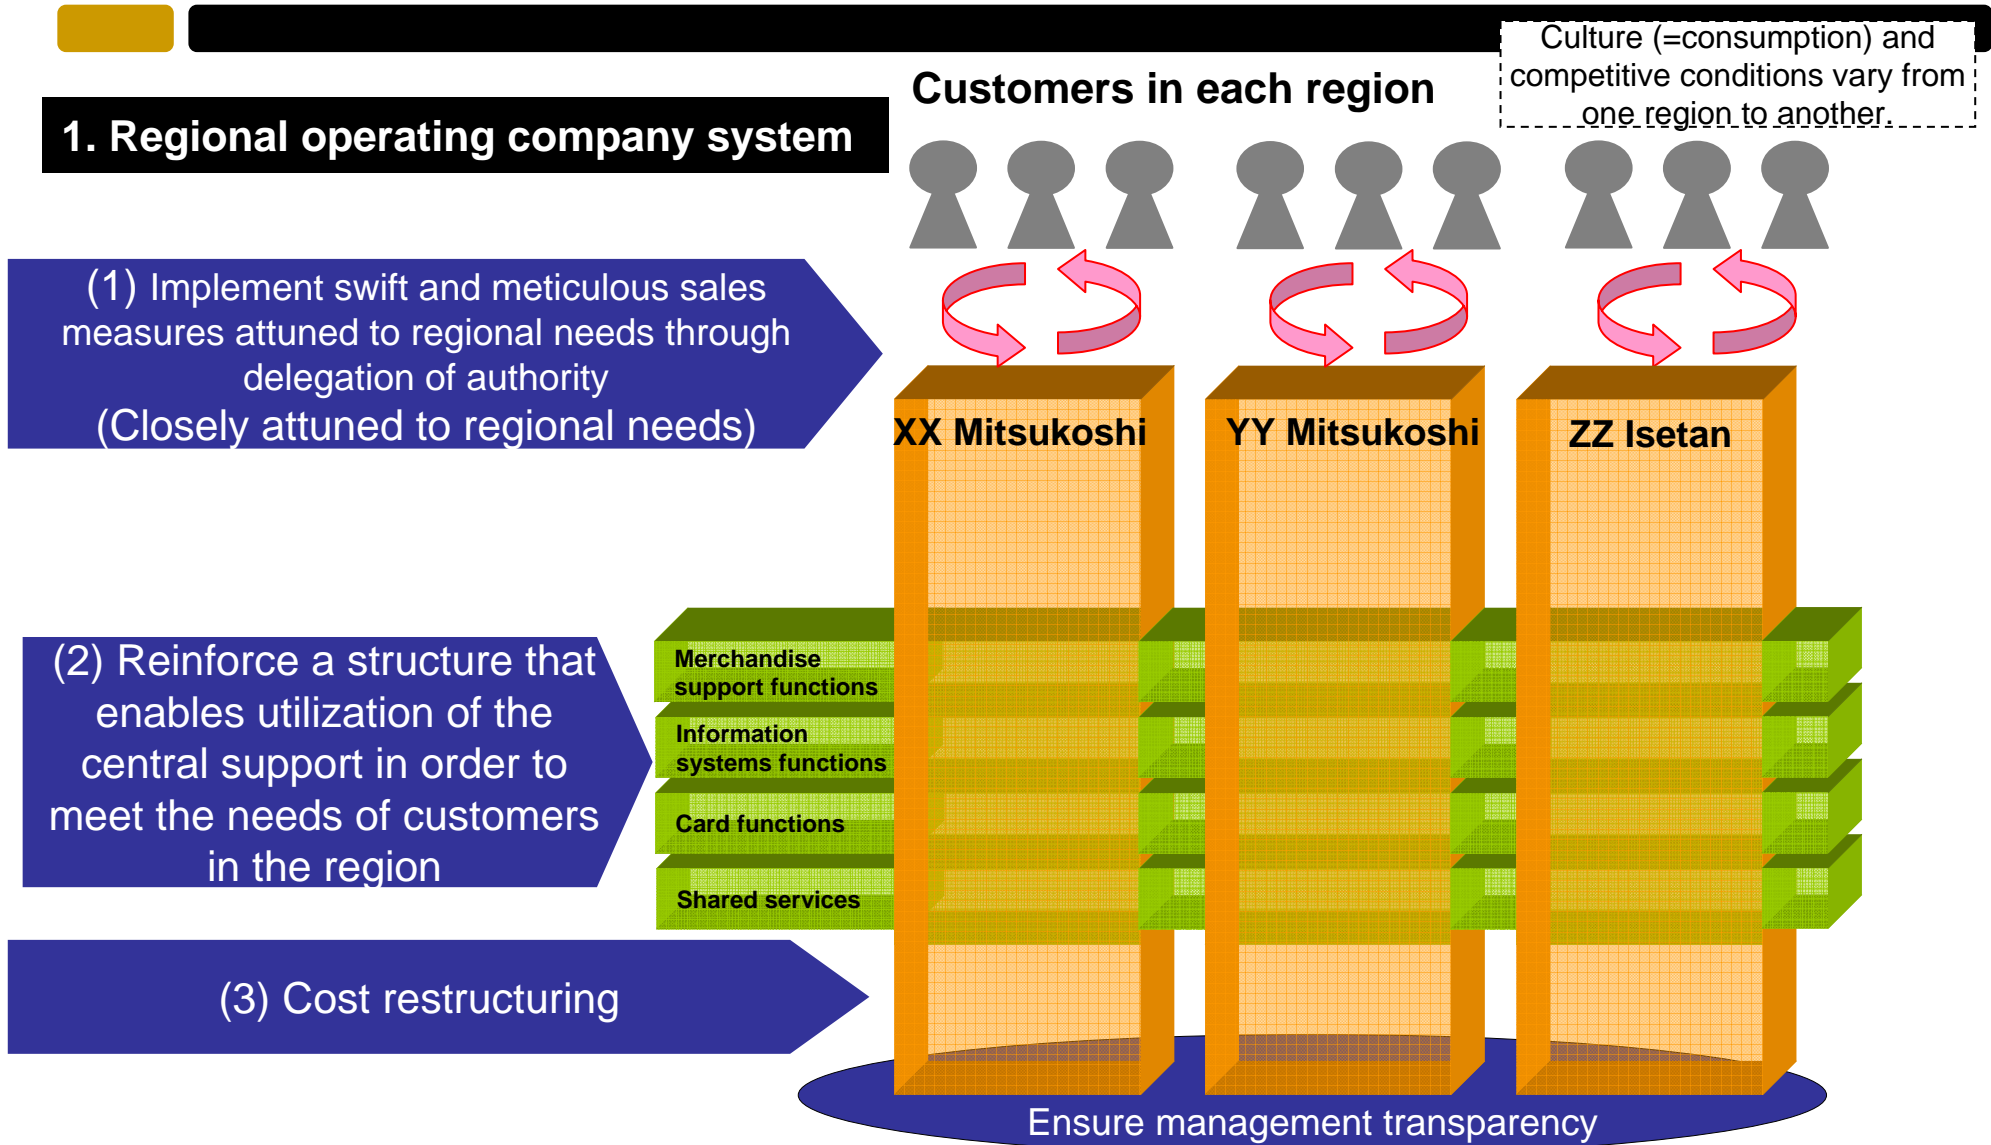 Culture (=consumption) and
competitive conditions vary from
one region to another.
Customers in each region
1. Regional operating company system
(1) Implement swift and meticulous sales
measures attuned to regional needs through
delegation of authority
(Closely attuned to regional needs)
XX Mitsukoshi
YY Mitsukoshi
ZZ Isetan
(2) Reinforce a structure that
enables utilization of the
central support in order to
meet the needs of customers
in the region
Merchandise
support functions
Information
systems functions
Card functions
Shared services
(3) Cost restructuring
Ensure management transparency